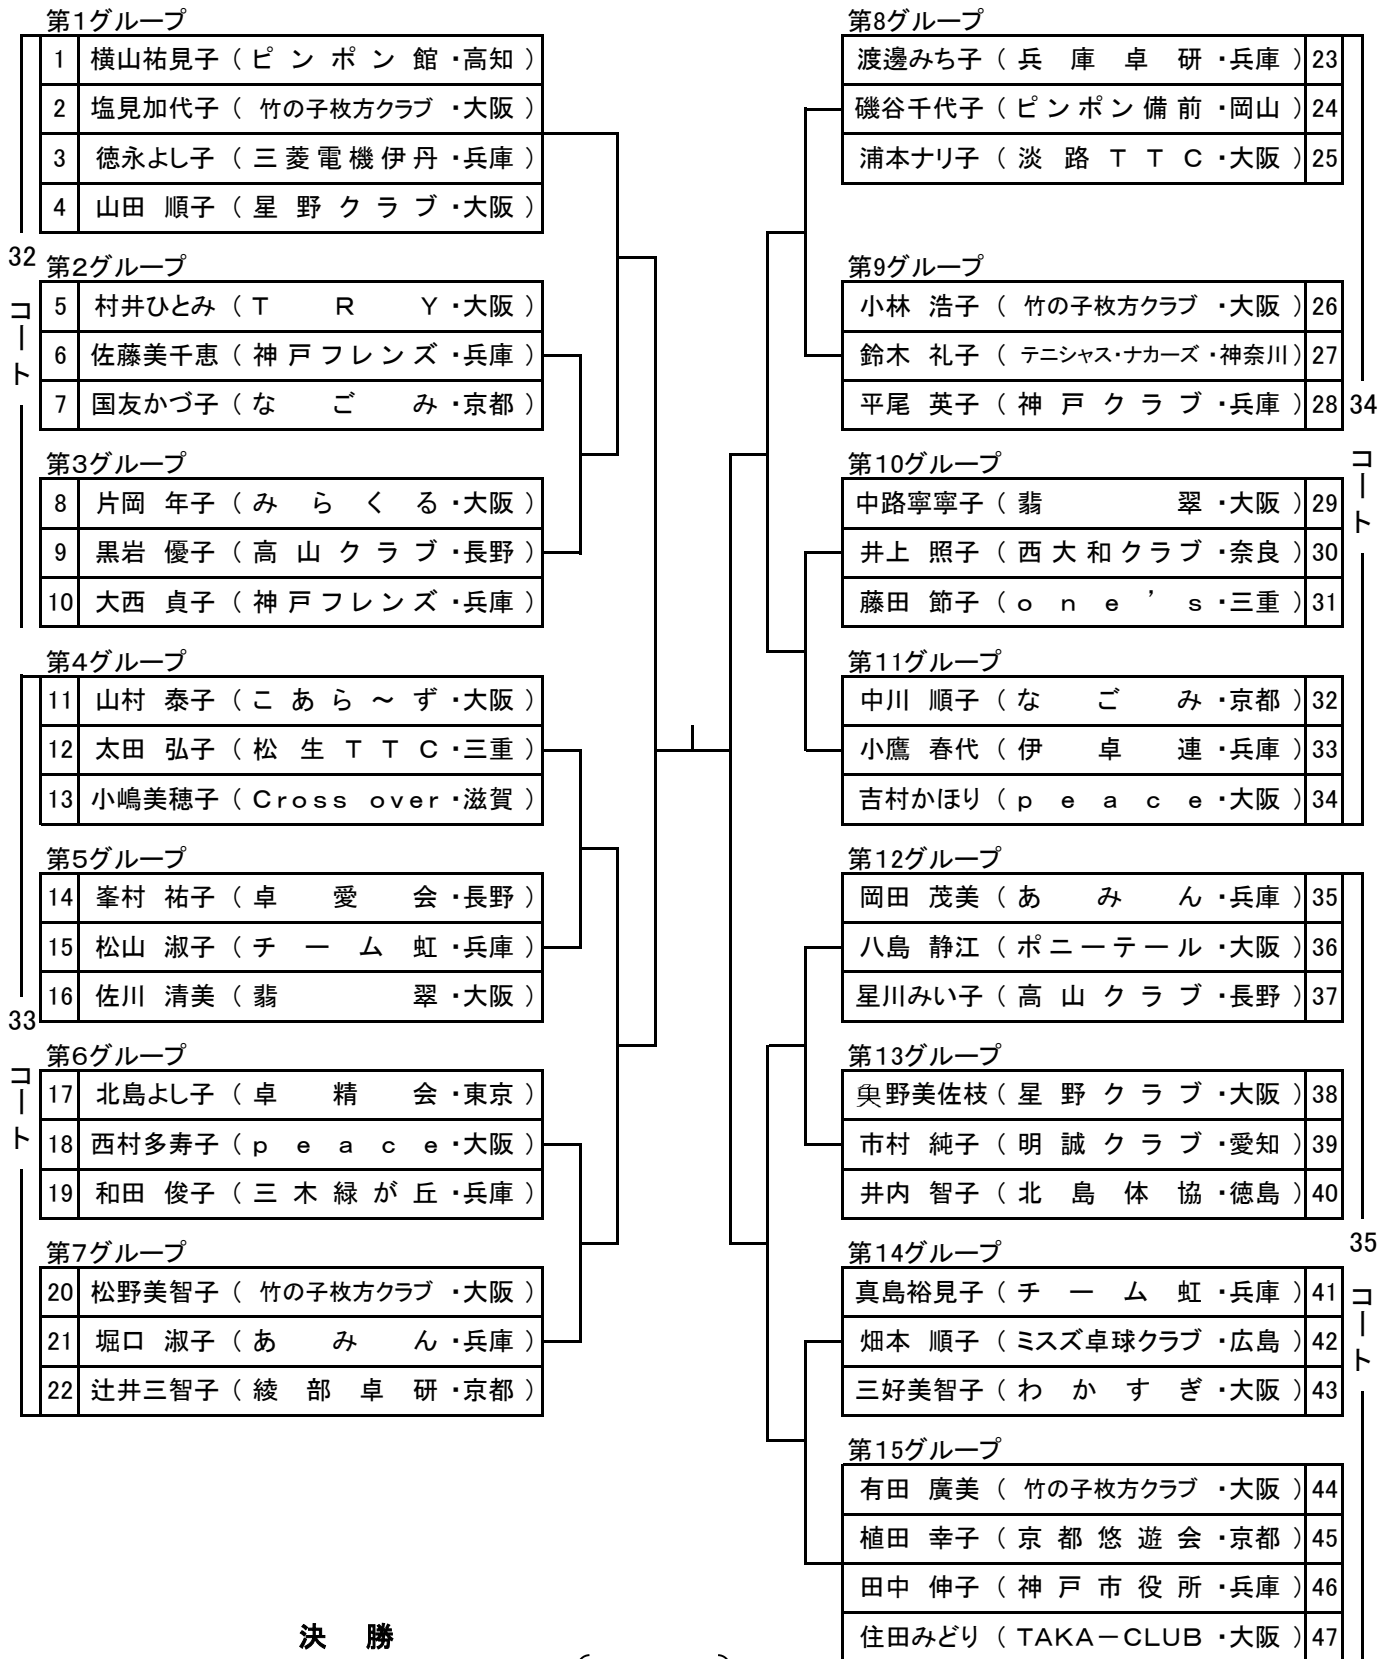 第1グループ
1 横山祐見子（ピンポン館・高知）
2 塩見加代子（竹の子枚方クラブ・大阪）
3 徳永よし子（三菱電機伊丹・兵庫）
4 山田 順子（星野クラブ・大阪）
32コート
第2グループ
5 村井ひとみ（ＴＲＹ・大阪）
6 佐藤美千恵（神戸フレンズ・兵庫）
7 国友かづ子（なごみ・京都）
第3グループ
8 片岡 年子（みらくる・大阪）
9 黒岩 優子（高山クラブ・長野）
10 大西 貞子（神戸フレンズ・兵庫）
第4グループ
11 山村 泰子（こあら～ず・大阪）
12 太田 弘子（松生ＴＴＣ・三重）
13 小嶋美穂子（Ｃｒｏｓｓ ｏｖｅｒ・滋賀）
第5グループ
14 峯村 祐子（卓愛会・長野）
15 松山 淑子（チーム虹・兵庫）
16 佐川 清美（翡翠・大阪）
33コート
第6グループ
17 北島よし子（卓精会・東京）
18 西村多寿子（ｐｅａｃｅ・大阪）
19 和田 俊子（三木緑が丘・兵庫）
第7グループ
20 松野美智子（竹の子枚方クラブ・大阪）
21 堀口 淑子（あみん・兵庫）
22 辻井三智子（綾部卓研・京都）
第8グループ
渡邊みち子（兵庫卓研・兵庫）23
磯谷千代子（ピンポン備前・岡山）24
浦本ナリ子（淡路ＴＴＣ・大阪）25
第9グループ
小林 浩子（竹の子枚方クラブ・大阪）26
鈴木 礼子（テニシャス・ナカーズ・神奈川）27
平尾 英子（神戸クラブ・兵庫）28
34コート
第10グループ
中路寧寧子（翡翠・大阪）29
井上 照子（西大和クラブ・奈良）30
藤田 節子（ｏｎｅ’ｓ・三重）31
第11グループ
中川 順子（なごみ・京都）32
小鷹 春代（伊卓連・兵庫）33
吉村かほり（ｐｅａｃｅ・大阪）34
第12グループ
岡田 茂美（あみん・兵庫）35
八島 静江（ポニーテール・大阪）36
星川みい子（高山クラブ・長野）37
第13グループ
野美佐枝（星野クラブ・大阪）38
市村 純子（明誠クラブ・愛知）39
井内 智子（北島体協・徳島）40
35コート
第14グループ
真島裕見子（チーム虹・兵庫）41
畑本 順子（ミスズ卓球クラブ・広島）42
三好美智子（わかすぎ・大阪）43
第15グループ
有田 廣美（竹の子枚方クラブ・大阪）44
植田 幸子（京都悠遊会・京都）45
田中 伸子（神戸市役所・兵庫）46
住田みどり（ＴＡＫＡ－ＣＬＵＢ・大阪）47
決 勝